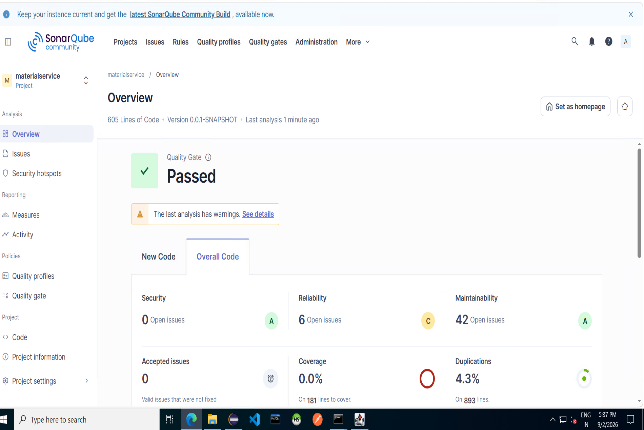 Keep your instance current and get the latest SonarQube Community Build , available now.
SonarQube community
Projects Issues Rules Quality profiles Quality gates Administration More
A
M materialservice
Project
materialservice / Overview
Overview
Set as homepage
605 Lines of Code · Version 0.0.1-SNAPSHOT · Last analysis 1 minute ago
Analysis
Overview
Issues
Security hotspots
Reporting
Measures
Activity
Policies
Quality profiles
Quality gate
Project
Code
Project information
Project settings
Quality Gate
Passed
The last analysis has warnings. See details
New Code Overall Code
Security Reliability Maintainability
0 Open issues A 6 Open issues C 42 Open issues A
Accepted issues Coverage Duplications
0 0.0% 4.3%
Valid issues that were not fixed On 181 lines to cover. On 893 lines.
Type here to search
ENG
IN
5:37 PM